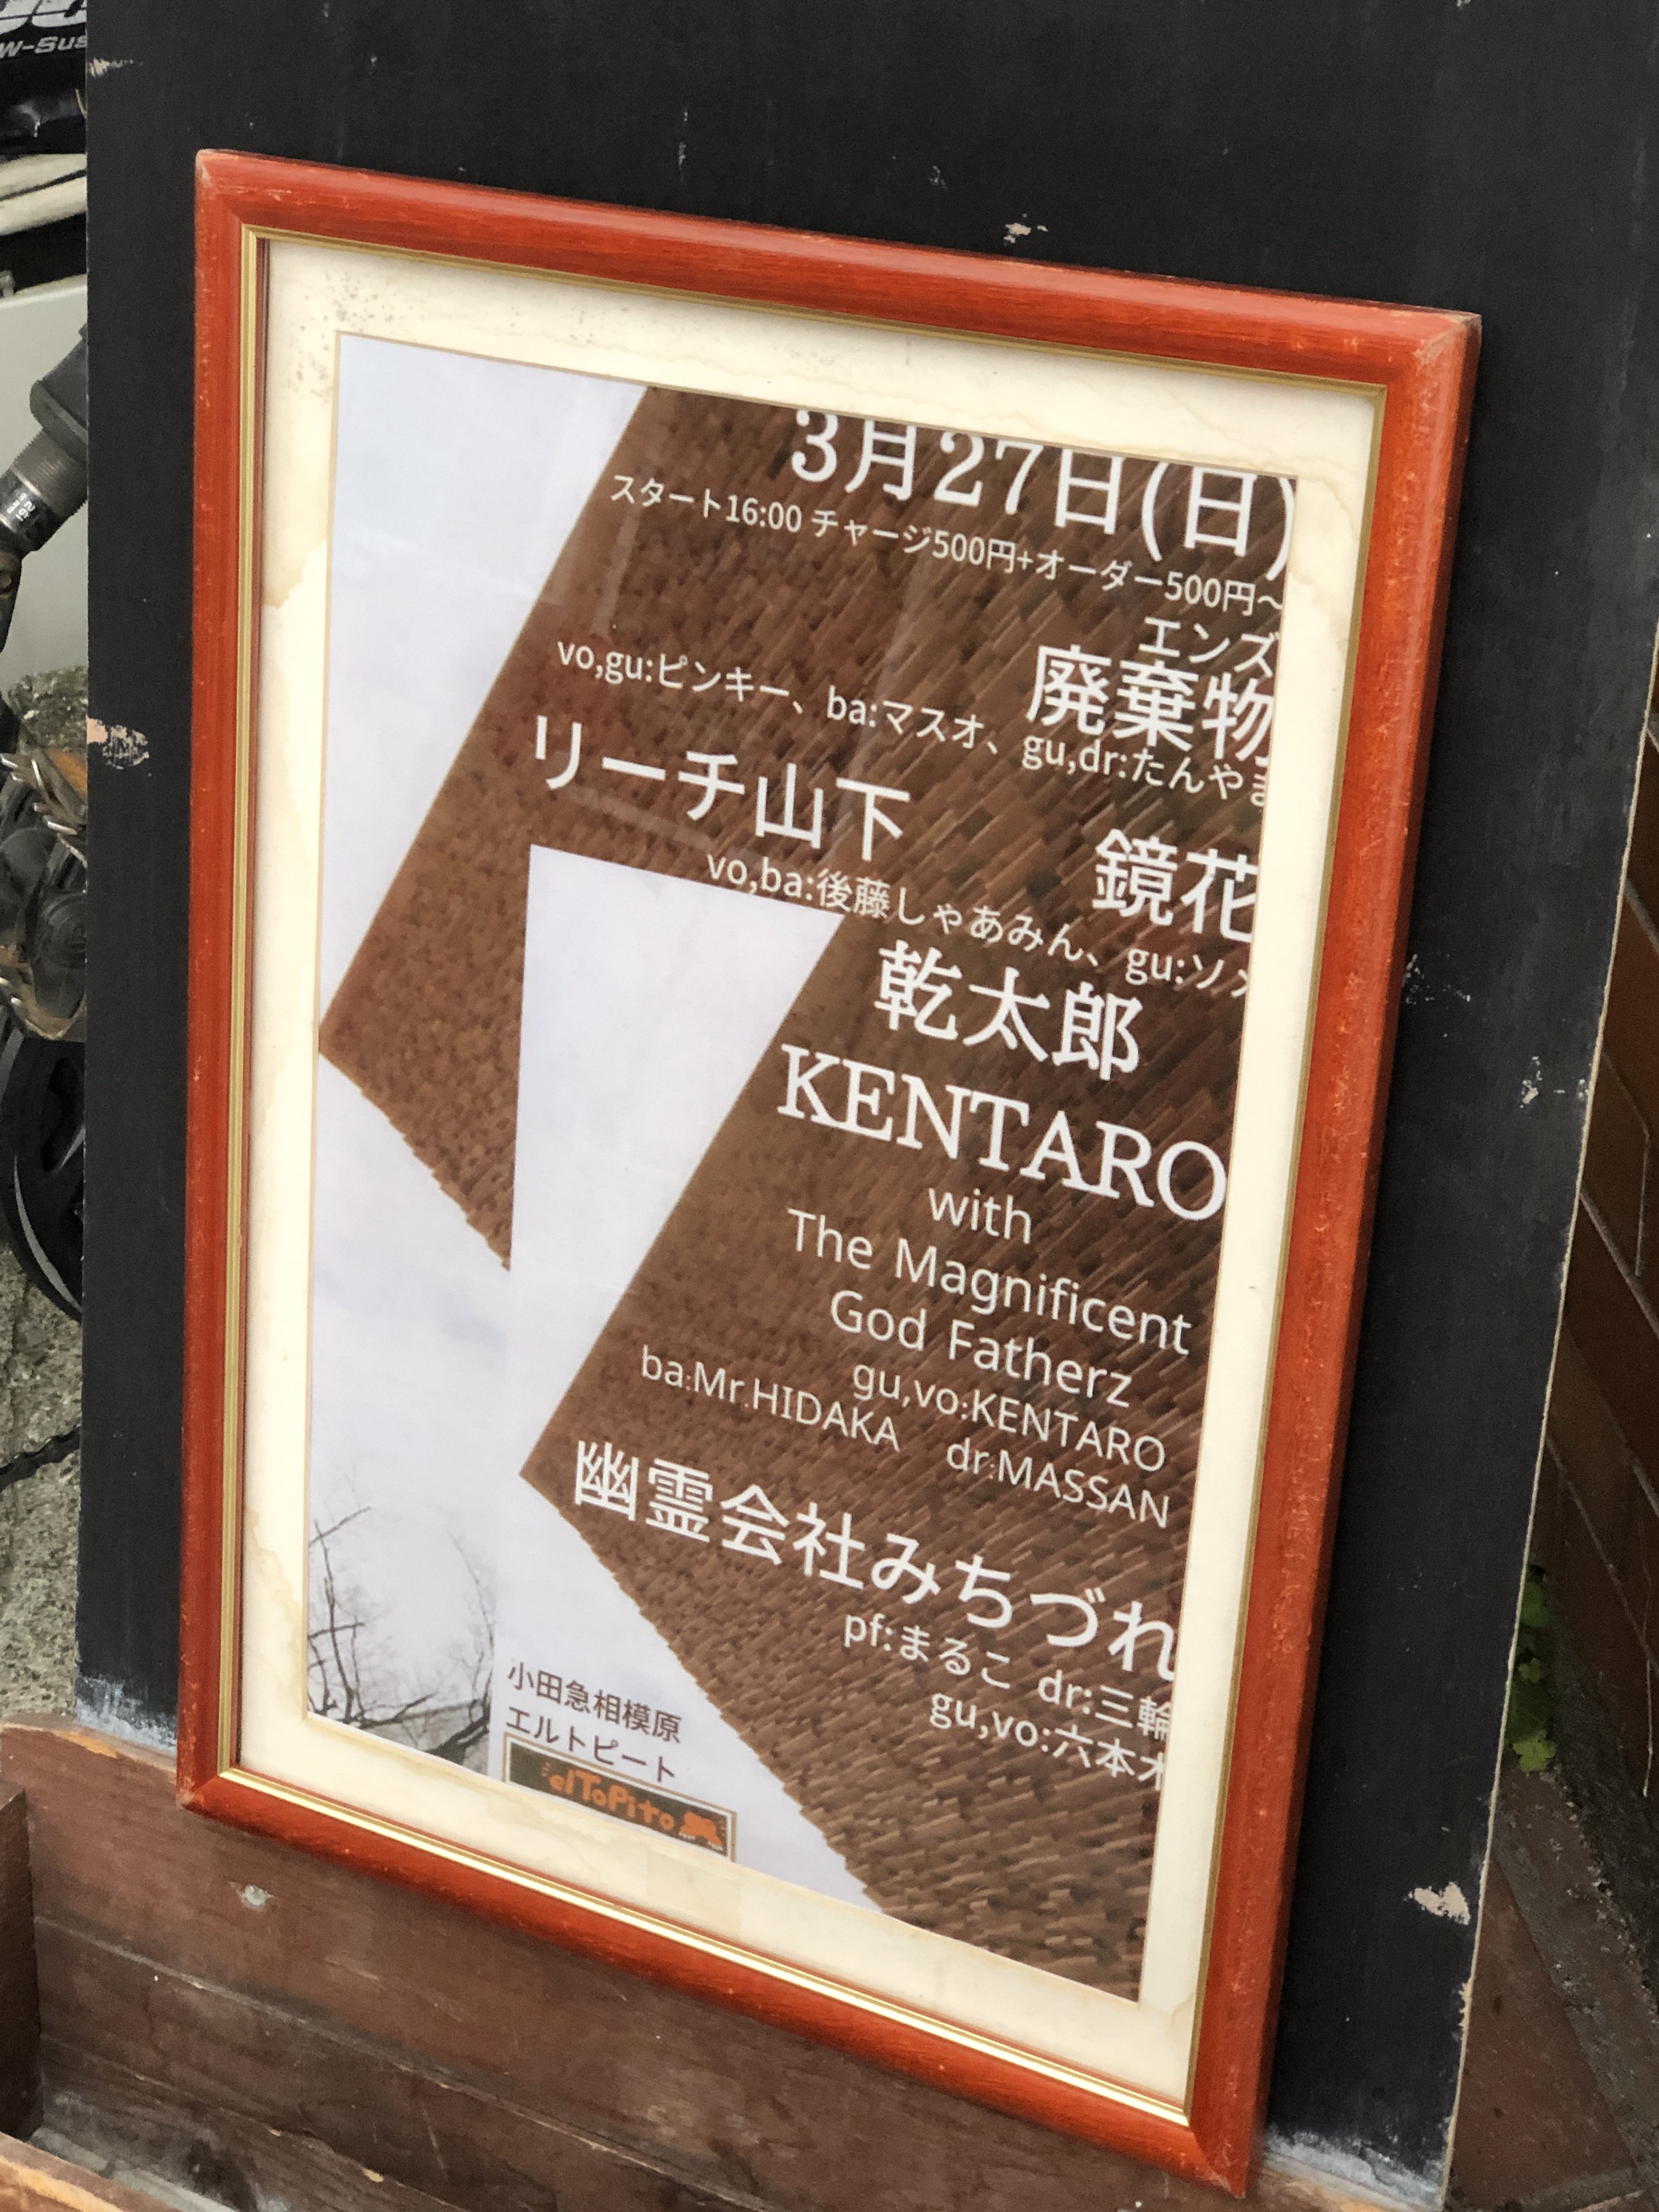 3月27日(日)
スタート16:00 チャージ500円+オーダー500円〜
エンズ
廃棄物
vo,gu:ピンキー、ba:マスオ、gu,dr:たんやま
リーチ山下
鏡花
vo,ba:後藤しゃあみん、gu:ソメ
乾太郎
KENTARO
with
The Magnificent
God Fatherz
gu,vo:KENTARO
ba:Mr.HIDAKA dr:MASSAN
幽霊会社みちづれ
pf:まるこ dr:三輪
gu,vo:六本木
小田急相模原
エルトピート
elToPiTo